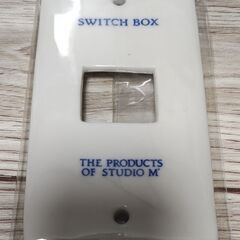 SWITCH BOX
THE PRODUCTS
OF STUDIO M'